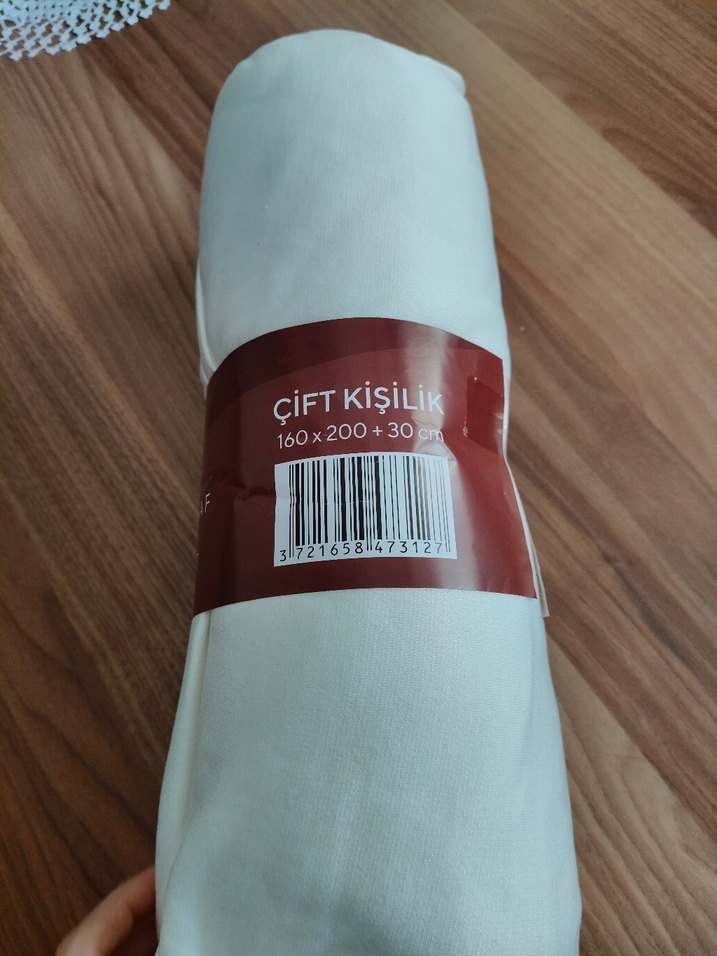 ÇİFT KİŞİLİK
160 x 200 + 30 cm
3 721658 473127